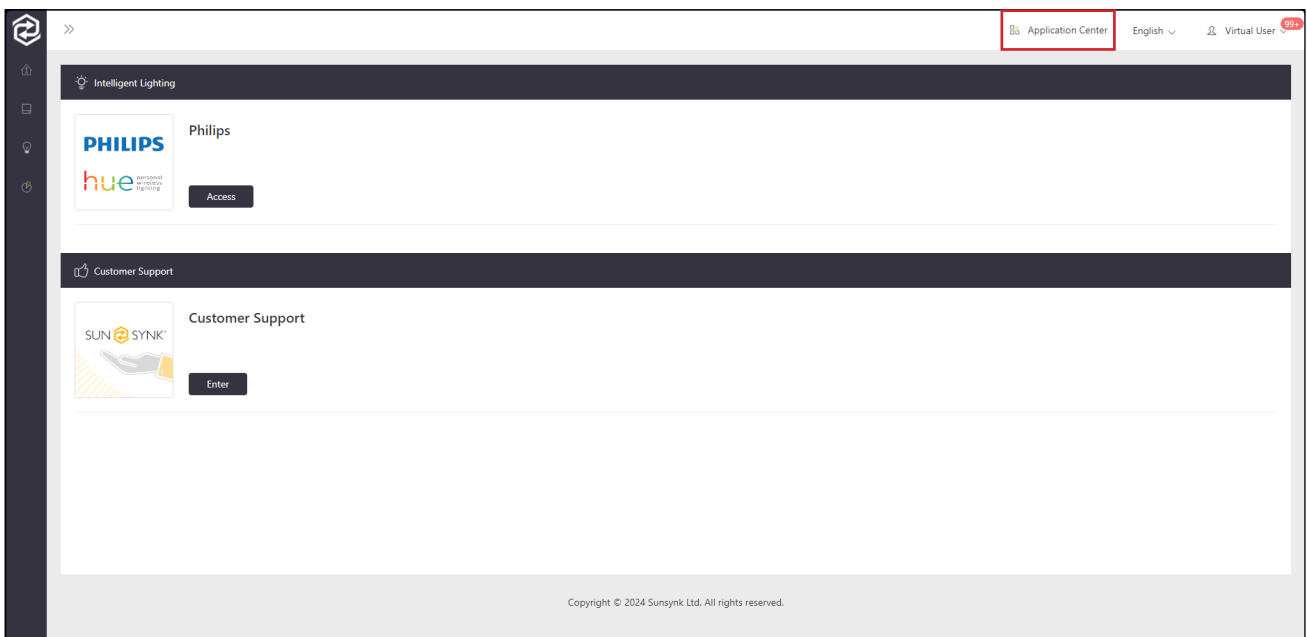 Application Center
English
Virtual User
99+
Intelligent Lighting
PHILIPS
hue personal wireless lighting
Philips
Access
Customer Support
SUN SYNK
Customer Support
Enter
Copyright © 2024 Sunsynk Ltd. All rights reserved.